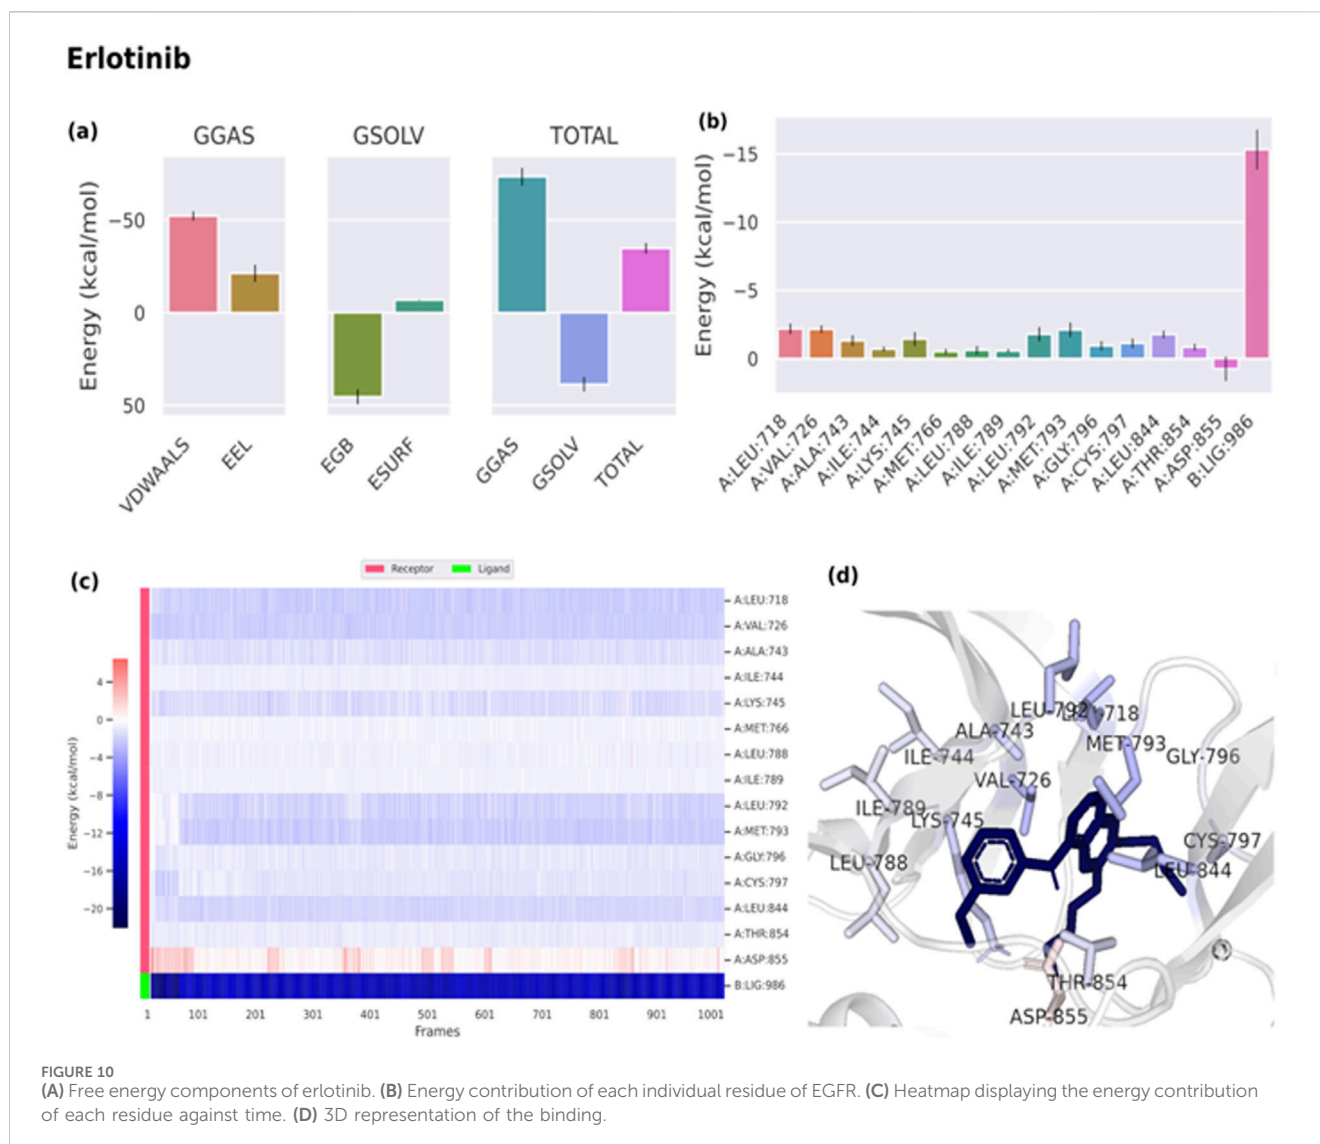 Erlotinib
(a)
GGAS
GSOLV
TOTAL
Energy (kcal/mol)
−50
0
50
VDWAALS
EEL
EGB
ESURF
GGAS
GSOLV
TOTAL
(b)
Energy (kcal/mol)
−15
−10
−5
0
A:LEU:718
A:VAL:726
A:ALA:743
A:ILE:744
A:LYS:745
A:MET:766
A:LEU:788
A:ILE:789
A:LEU:792
A:MET:793
A:GLY:796
A:CYS:797
A:LEU:844
A:THR:854
A:ASP:855
B:LIG:986
(c)
Receptor
Ligand
Energy (kcal/mol)
4
0
−4
−8
−12
−16
−20
A:LEU:718
A:VAL:726
A:ALA:743
A:ILE:744
A:LYS:745
A:MET:766
A:LEU:788
A:ILE:789
A:LEU:792
A:MET:793
A:GLY:796
A:CYS:797
A:LEU:844
A:THR:854
A:ASP:855
B:LIG:986
1 101 201 301 401 501 601 701 801 901 1001
Frames
(d)
LEU-792
718
ALA-743
MET-793
ILE-744
GLY-796
VAL-726
ILE-789
LYS-745
CYS-797
LEU-788
LEU-844
THR-854
ASP-855
FIGURE 10
(A) Free energy components of erlotinib. (B) Energy contribution of each individual residue of EGFR. (C) Heatmap displaying the energy contribution
of each residue against time. (D) 3D representation of the binding.